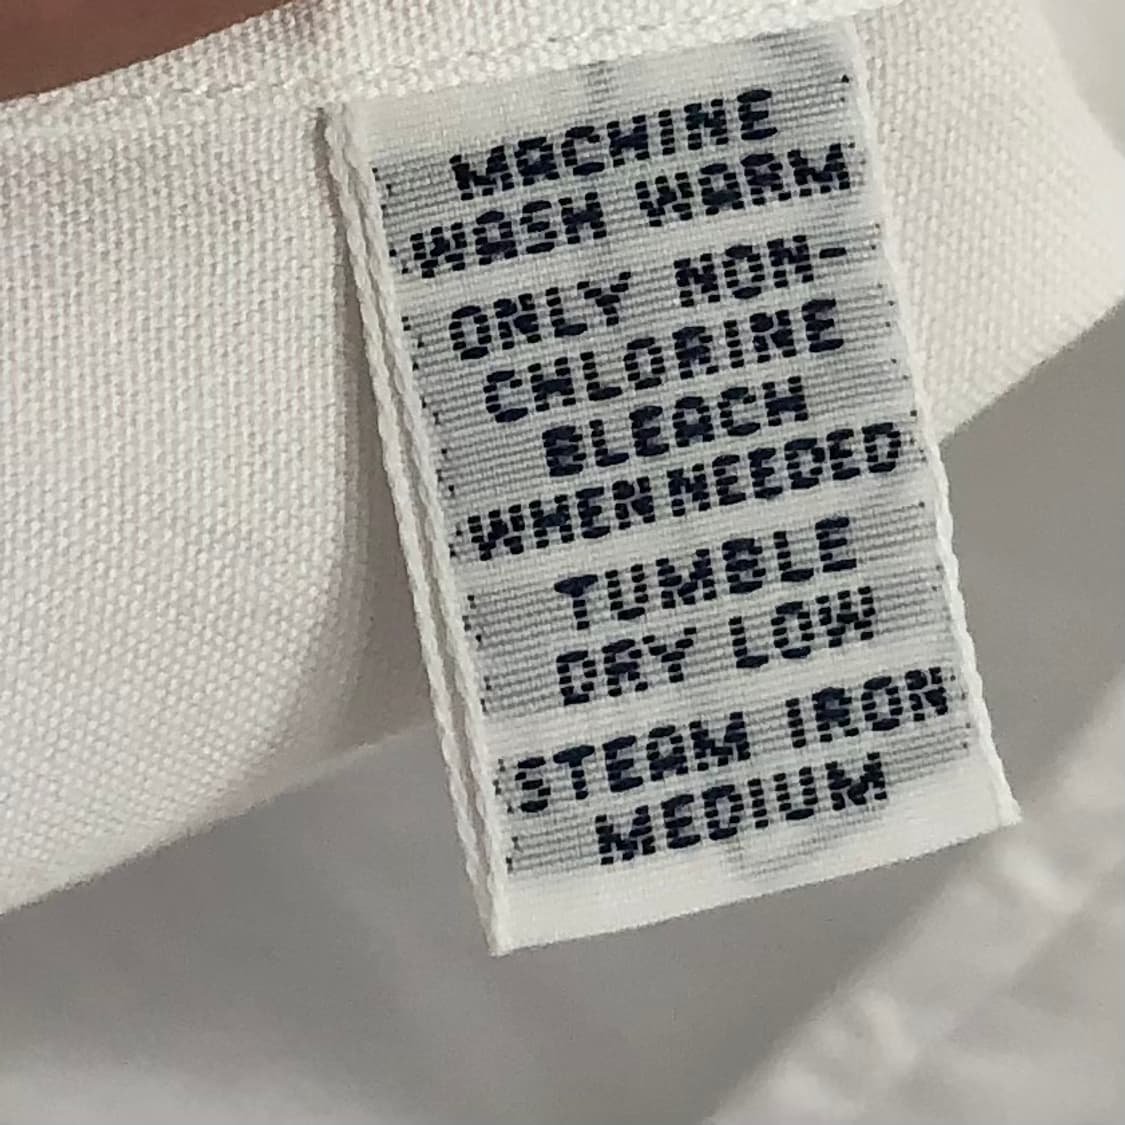 MACHINE
WASH WARM
ONLY NON-
CHLORINE
BLEACH
WHEN NEEDED
TUMBLE
DRY LOW
STEAM IRON
MEDIUM